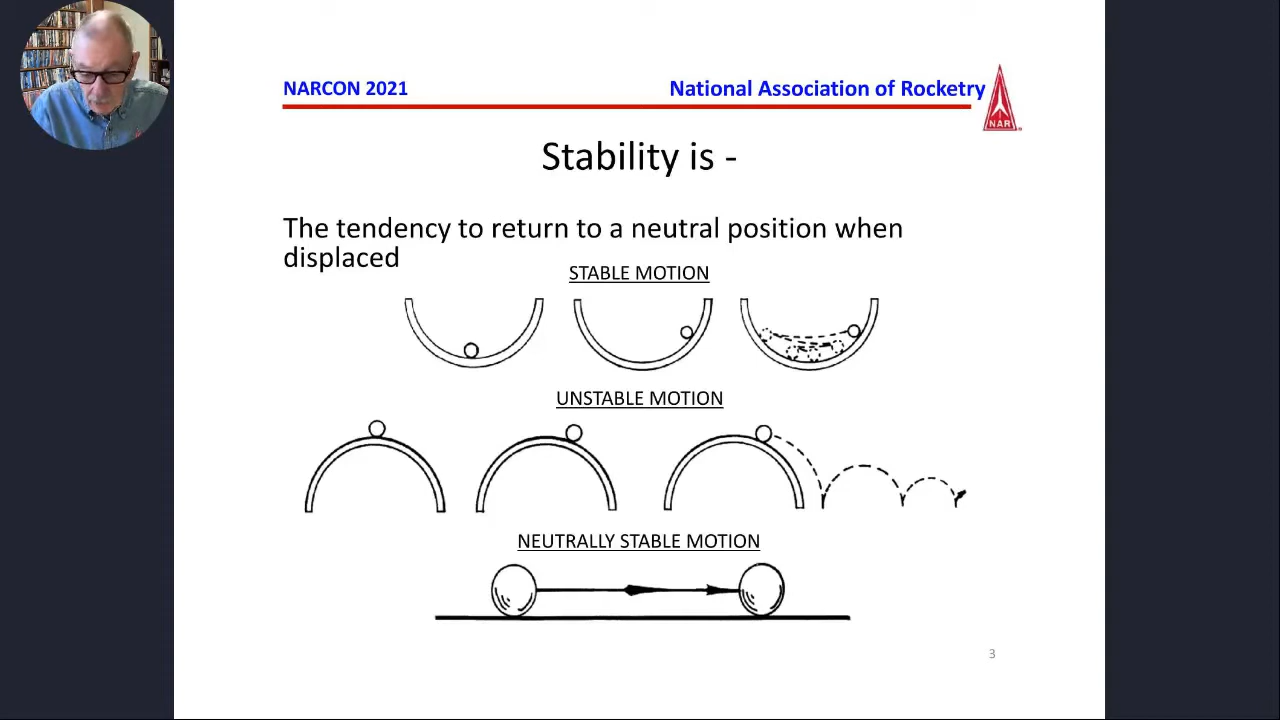 NARCON 2021
National Association of Rocketry
NAR
Stability is -
The tendency to return to a neutral position when
displaced
STABLE MOTION
UNSTABLE MOTION
NEUTRALLY STABLE MOTION
3